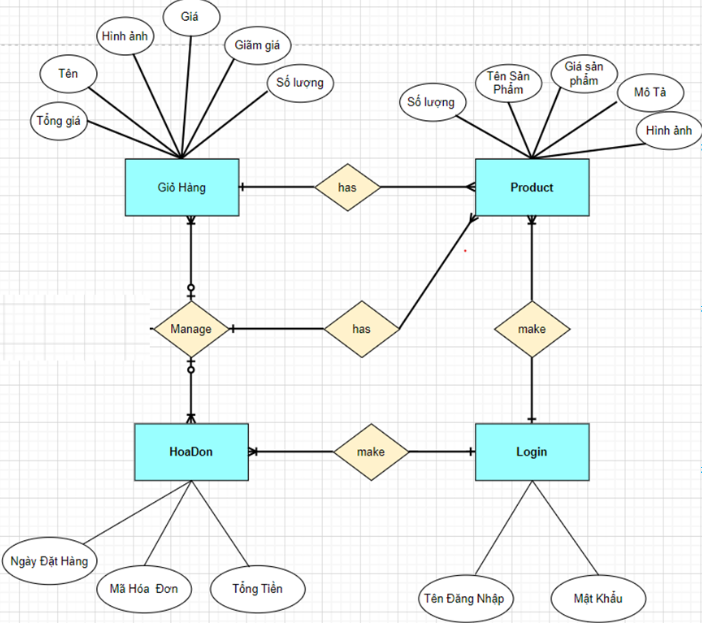 Giá
Hình ảnh
Giãm giá
Tên
Số lượng
Tổng giá
Giá sản
phẩm
Tên Sản
Phẩm
Mô Tả
Số lượng
Hình ảnh
Giỏ Hàng
has
Product
Manage
has
make
HoaDon
make
Login
Ngày Đặt Hàng
Mã Hóa Đơn
Tổng Tiền
Tên Đăng Nhập
Mật Khẩu